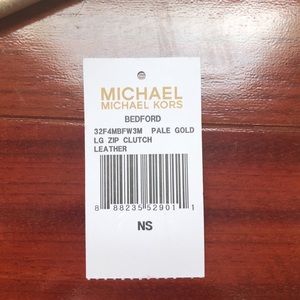 MICHAEL
MICHAEL KORS
BEDFORD
32F4MBFW3M PALE GOLD
LG ZIP CLUTCH
LEATHER
8 88235 52901 1
NS